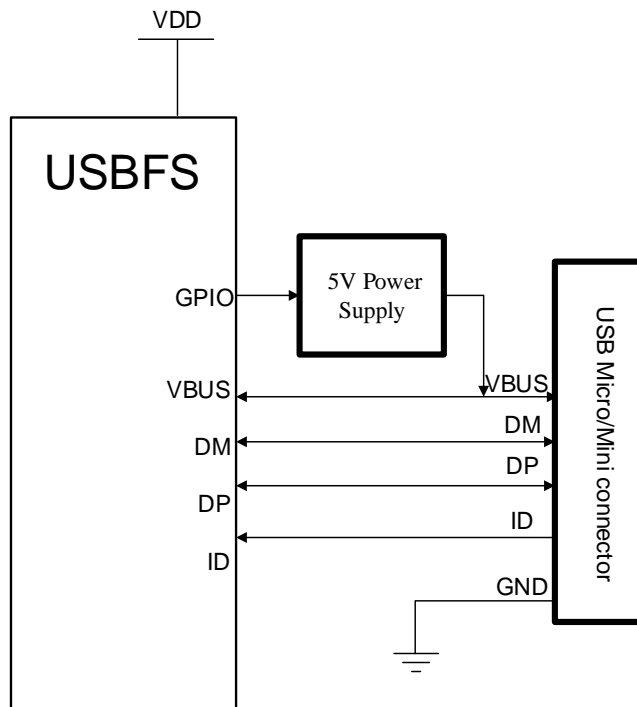 VDD
USBFS
GPIO
5V Power
Supply
VBUS
VBUS
DM
DM
DP
DP
ID
ID
GND
USB Micro/Mini connector